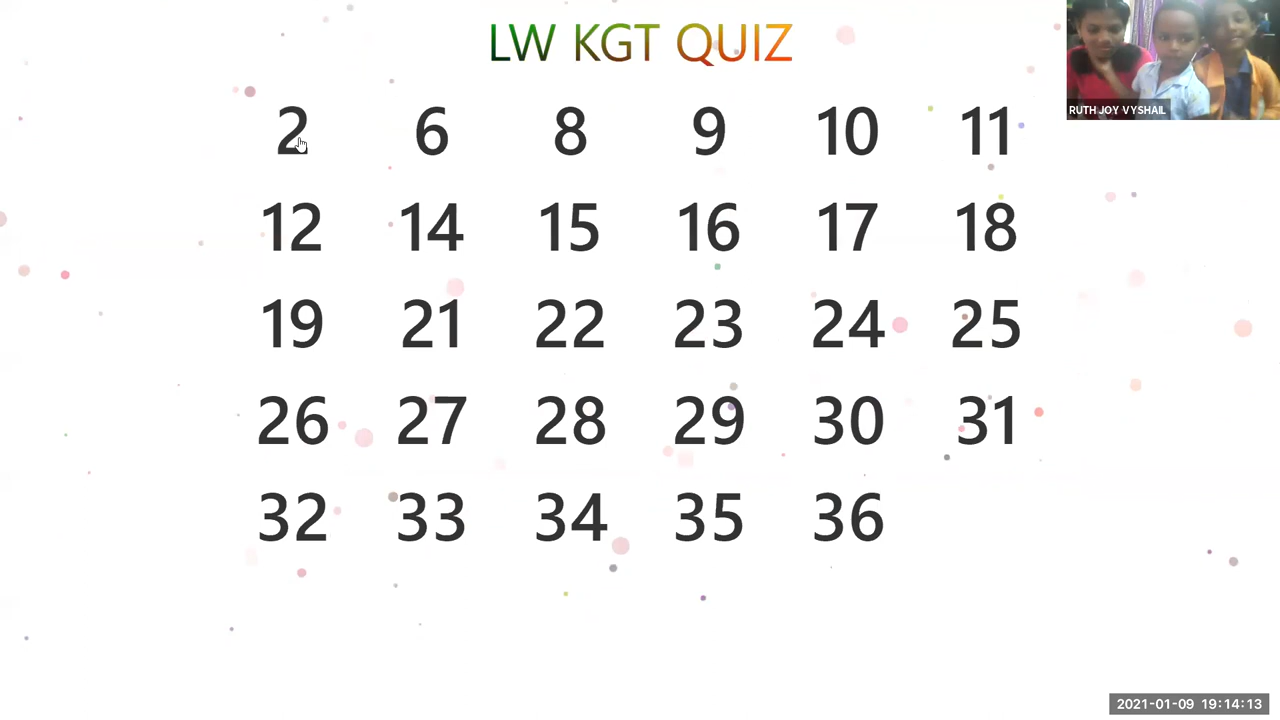 LW KGT QUIZ
2 6 8 9 10 11
RUTH JOY VYSHAIL
12 14 15 16 17 18
19 21 22 23 24 25
26 27 28 29 30 31
32 33 34 35 36
2021-01-09 19:14:13